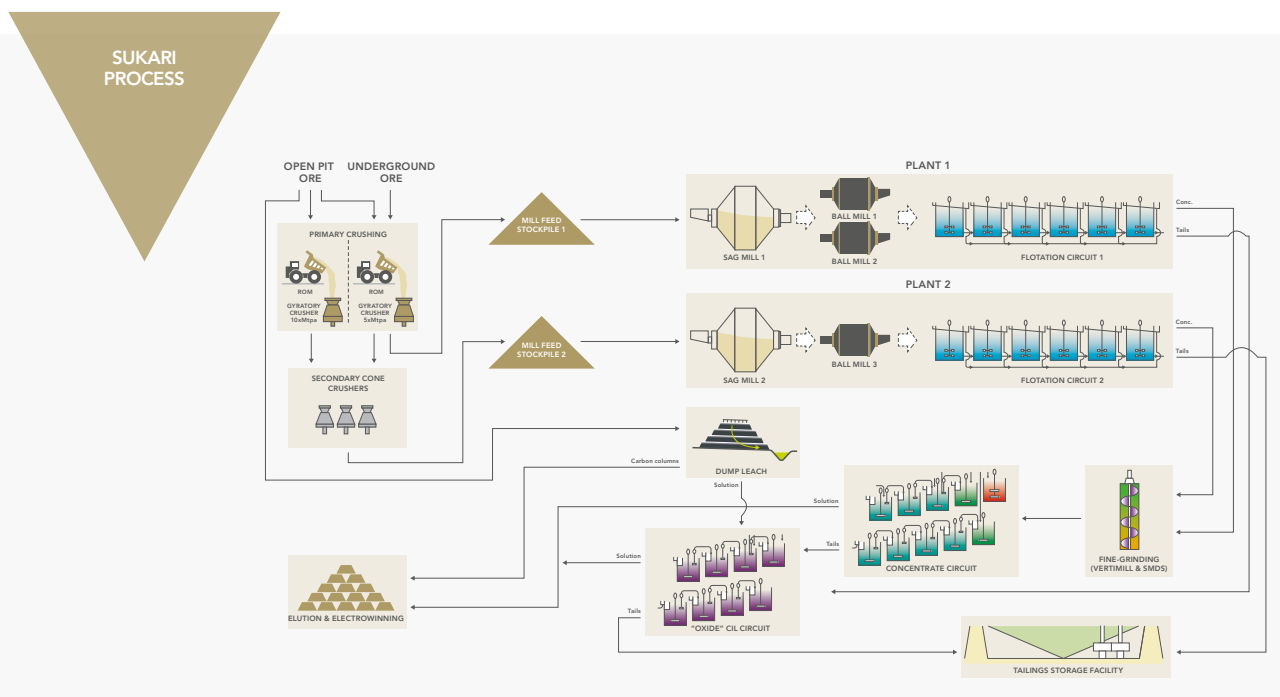 SUKARI
PROCESS
OPEN PIT
ORE
UNDERGROUND
ORE
PRIMARY CRUSHING
ROM
ROM
GYRATORY
CRUSHER
10xMtpa
GYRATORY
CRUSHER
5xMtpa
SECONDARY CONE
CRUSHERS
MILL FEED
STOCKPILE 1
MILL FEED
STOCKPILE 2
PLANT 1
SAG MILL 1
BALL MILL 1
BALL MILL 2
FLOTATION CIRCUIT 1
Conc.
Tails
PLANT 2
SAG MILL 2
BALL MILL 3
FLOTATION CIRCUIT 2
Conc.
Tails
DUMP LEACH
Carbon columns
Solution
Solution
CONCENTRATE CIRCUIT
Tails
FINE-GRINDING
(VERTIMILL & SMDS)
Solution
Tails
"OXIDE" CIL CIRCUIT
ELUTION & ELECTROWINNING
TAILINGS STORAGE FACILITY